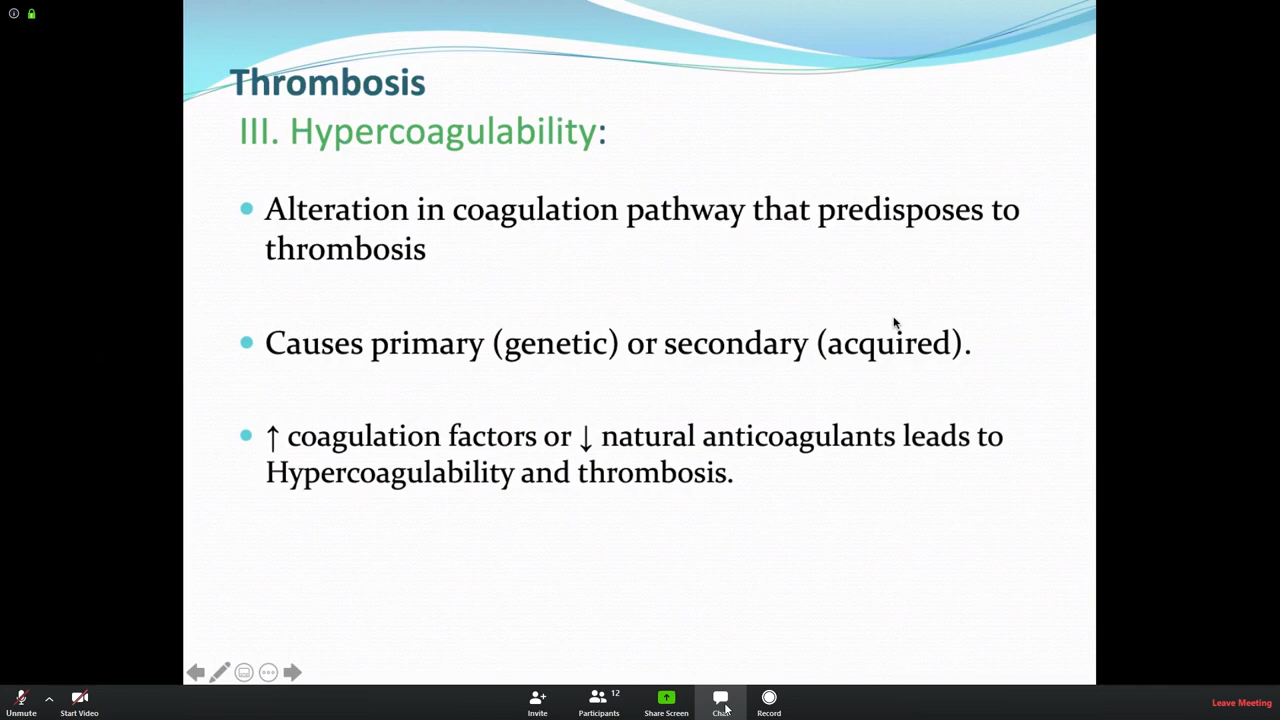 Thrombosis
III. Hypercoagulability:
Alteration in coagulation pathway that predisposes to
thrombosis
Causes primary (genetic) or secondary (acquired).
↑ coagulation factors or ↓ natural anticoagulants leads to
Hypercoagulability and thrombosis.
Unmute
Start Video
Invite
12
Participants
Share Screen
Chat
Record
Leave Meeting